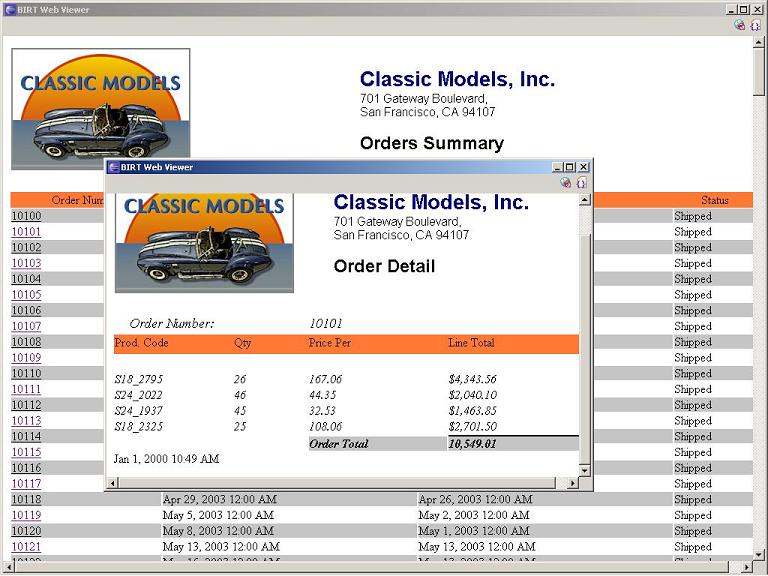 BIRT Web Viewer
CLASSIC MODELS
Classic Models, Inc.
701 Gateway Boulevard,
San Francisco, CA 94107
Orders Summary
Order Num Status
10100 Shipped
10101 Shipped
10102 Shipped
10103 Shipped
10104 Shipped
10105 Shipped
10106 Shipped
10107 Shipped
10108 Shipped
10109 Shipped
10110 Shipped
10111 Shipped
10112 Shipped
10113 Shipped
10114 Shipped
10115 Shipped
10116 Shipped
10117 Shipped
10118 Apr 29, 2003 12:00 AM Apr 26, 2003 12:00 AM Shipped
10119 May 5, 2003 12:00 AM May 2, 2003 12:00 AM Shipped
10120 May 8, 2003 12:00 AM May 1, 2003 12:00 AM Shipped
10121 May 13, 2003 12:00 AM May 13, 2003 12:00 AM Shipped
BIRT Web Viewer
CLASSIC MODELS
Classic Models, Inc.
701 Gateway Boulevard,
San Francisco, CA 94107
Order Detail
Order Number: 10101
Prod. Code Qty Price Per Line Total
S18_2795 26 167.06 $4,343.56
S24_2022 46 44.35 $2,040.10
S24_1937 45 32.53 $1,463.85
S18_2325 25 108.06 $2,701.50
Order Total 10,549.01
Jan 1, 2000 10:49 AM